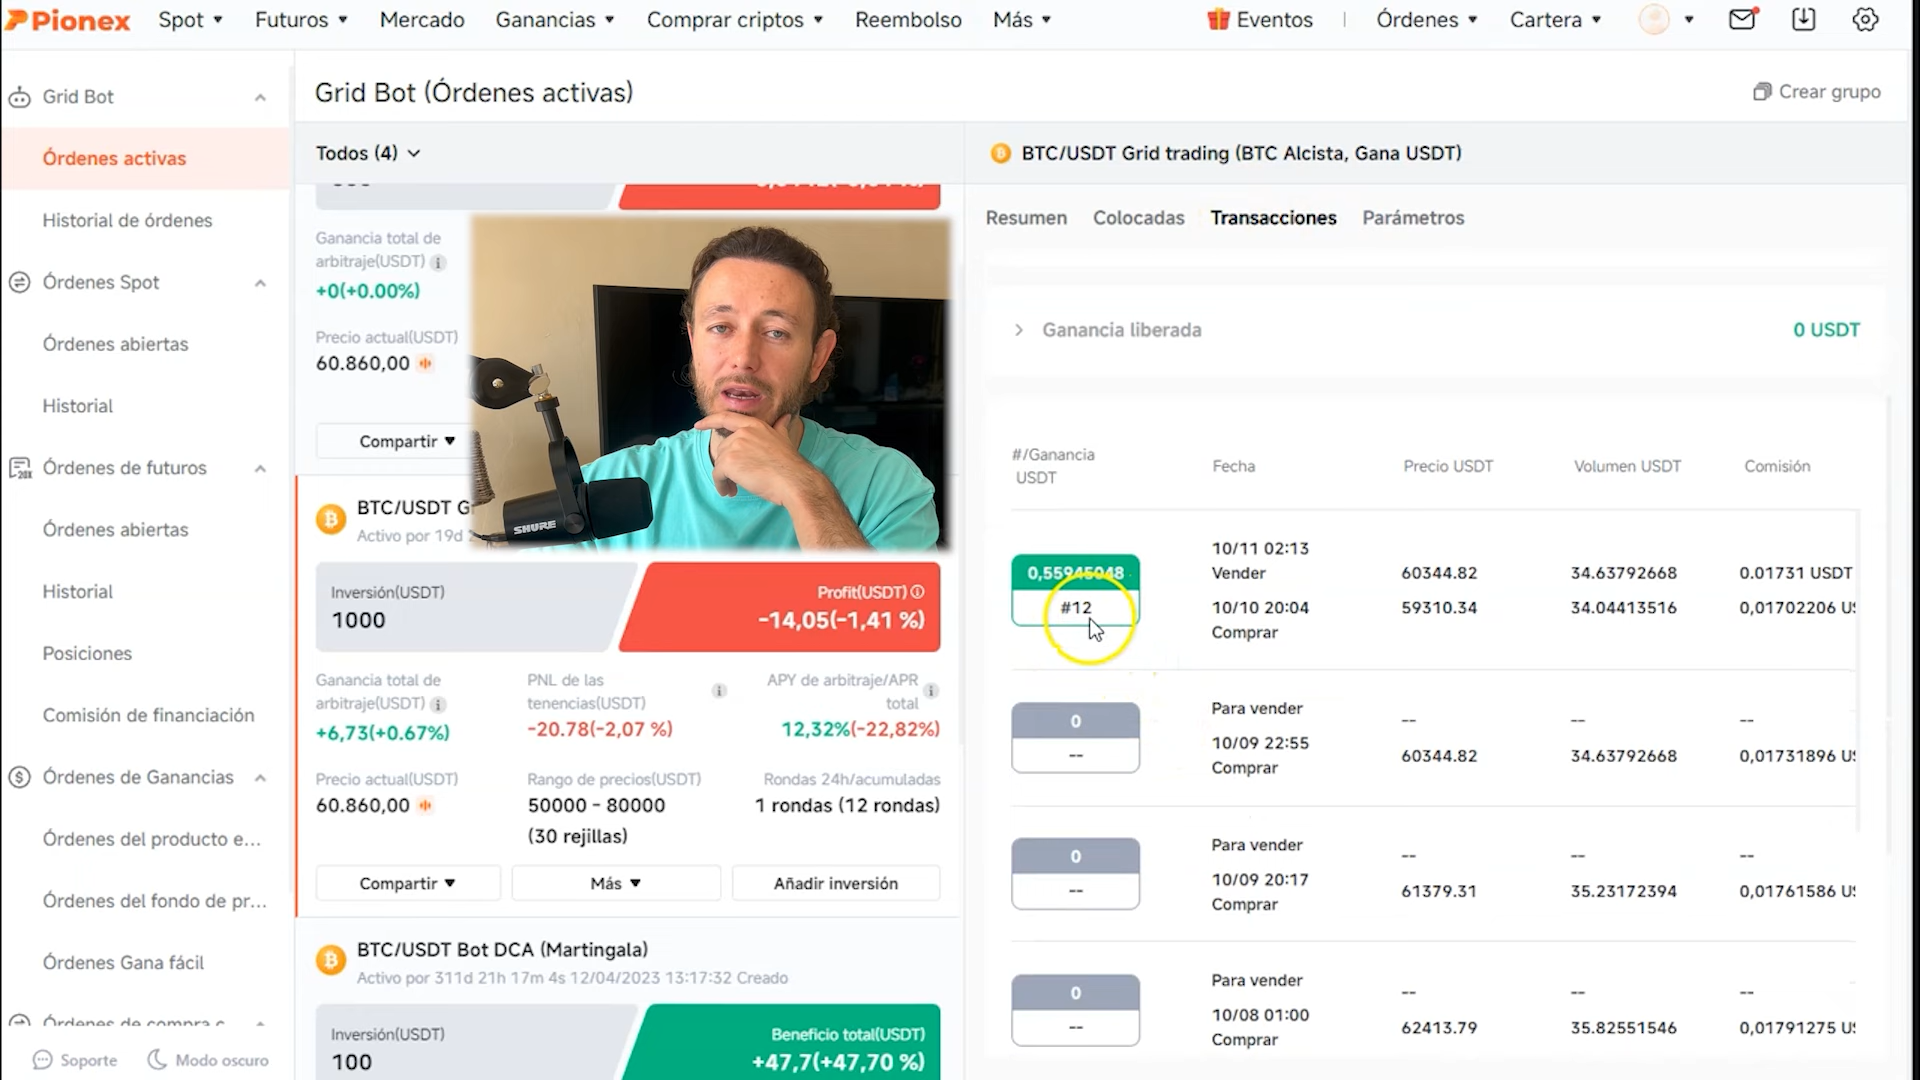 Pionex
Spot
Futuros
Mercado
Ganancias
Comprar criptos
Reembolso
Más
Eventos
Órdenes
Cartera
Grid Bot
Órdenes activas
Historial de órdenes
Órdenes Spot
Órdenes abiertas
Historial
Órdenes de futuros
Órdenes abiertas
Historial
Posiciones
Comisión de financiación
Órdenes de Ganancias
Órdenes del producto e...
Órdenes del fondo de pr...
Órdenes Gana fácil
Soporte
Modo oscuro
Grid Bot (Órdenes activas)
Crear grupo
Todos (4)
Ganancia total de
arbitraje(USDT)
+0(+0.00%)
Precio actual(USDT)
60.860,00
Compartir
SHURE
BTC/USDT
Activo por 19d
Inversión(USDT)
1000
Profit(USDT)
-14,05(-1,41 %)
Ganancia total de
arbitraje(USDT)
+6,73(+0.67%)
PNL de las
tenencias(USDT)
-20.78(-2,07 %)
APY de arbitraje/APR
total
12,32%(-22,82%)
Precio actual(USDT)
60.860,00
Rango de precios(USDT)
50000 - 80000
(30 rejillas)
Rondas 24h/acumuladas
1 rondas (12 rondas)
Compartir
Más
Añadir inversión
BTC/USDT Bot DCA (Martingala)
Activo por 311d 21h 17m 4s 12/04/2023 13:17:32 Creado
Inversión(USDT)
100
Beneficio total(USDT)
+47,7(+47,70 %)
BTC/USDT Grid trading (BTC Alcista, Gana USDT)
Resumen
Colocadas
Transacciones
Parámetros
Ganancia liberada
0 USDT
#/Ganancia
USDT
Fecha
Precio USDT
Volumen USDT
Comisión
0,55945048
#12
10/11 02:13
Vender
60344.82
34.63792668
0.01731 USDT
10/10 20:04
Comprar
59310.34
34.04413516
0,01702206
0
--
Para vender
--
--
--
10/09 22:55
Comprar
60344.82
34.63792668
0,01731896
0
--
Para vender
--
--
--
10/09 20:17
Comprar
61379.31
35.23172394
0,01761586
0
--
Para vender
--
--
--
10/08 01:00
Comprar
62413.79
35.82551546
0,01791275